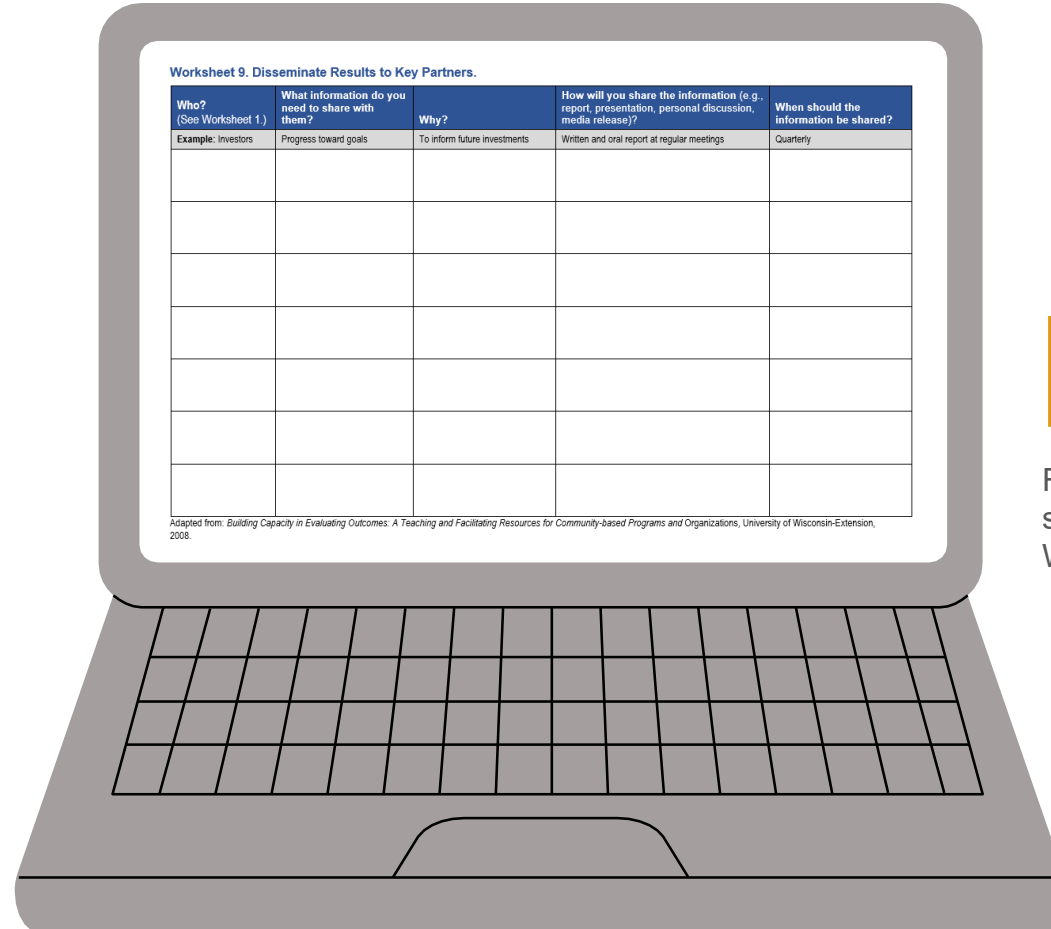 Worksheet 9. Disseminate Results to Key Partners.
Who?
(See Worksheet 1.)
What information do you
need to share with
them?
Why?
How will you share the information (e.g.,
report, presentation, personal discussion,
media release)?
When should the
information be shared?
Example: Investors
Progress toward goals
To inform future investments
Written and oral report at regular meetings
Quarterly
Adapted from: Building Capacity in Evaluating Outcomes: A Teaching and Facilitating Resources for Community-based Programs and Organizations, University of Wisconsin-Extension,
2008.